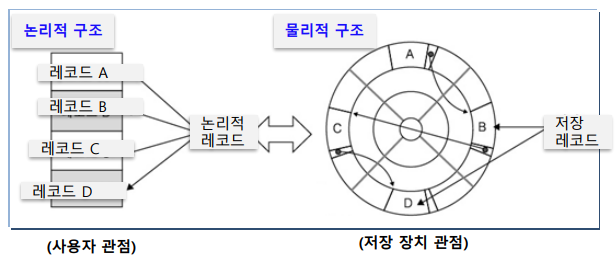 논리적 구조
물리적 구조
레코드 A
레코드 B
레코드 C
레코드 D
논리적
레코드
A
B
C
D
저장
레코드
(사용자 관점)
(저장 장치 관점)